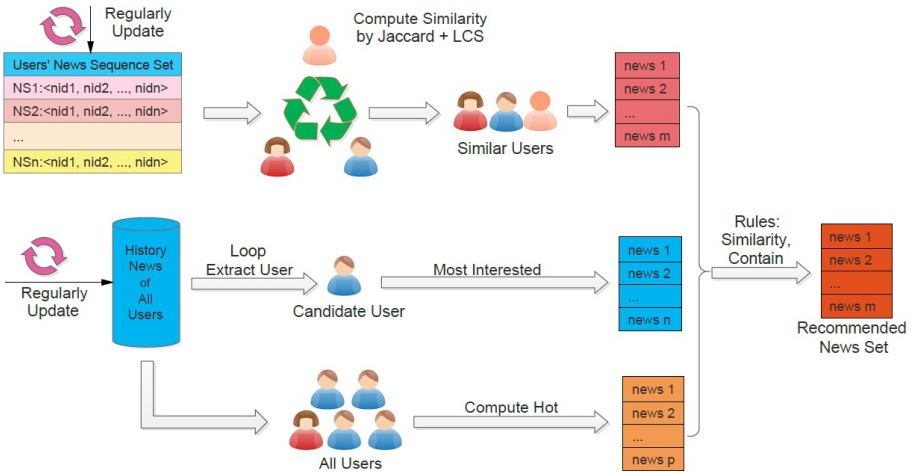 Regularly
Update
Compute Similarity
by Jaccard + LCS
Users' News Sequence Set
NS1:<nid1, nid2, ..., nidn>
NS2:<nid1, nid2, ..., nidn>
...
NSn:<nid1, nid2, ..., nidn>
Similar Users
news 1
news 2
...
news m
Regularly
Update
History
News
of
All
Users
Loop
Extract User
Candidate User
Most Interested
news 1
news 2
...
news n
Rules:
Similarity,
Contain
news 1
news 2
...
news m
Recommended
News Set
All Users
Compute Hot
news 1
news 2
...
news p